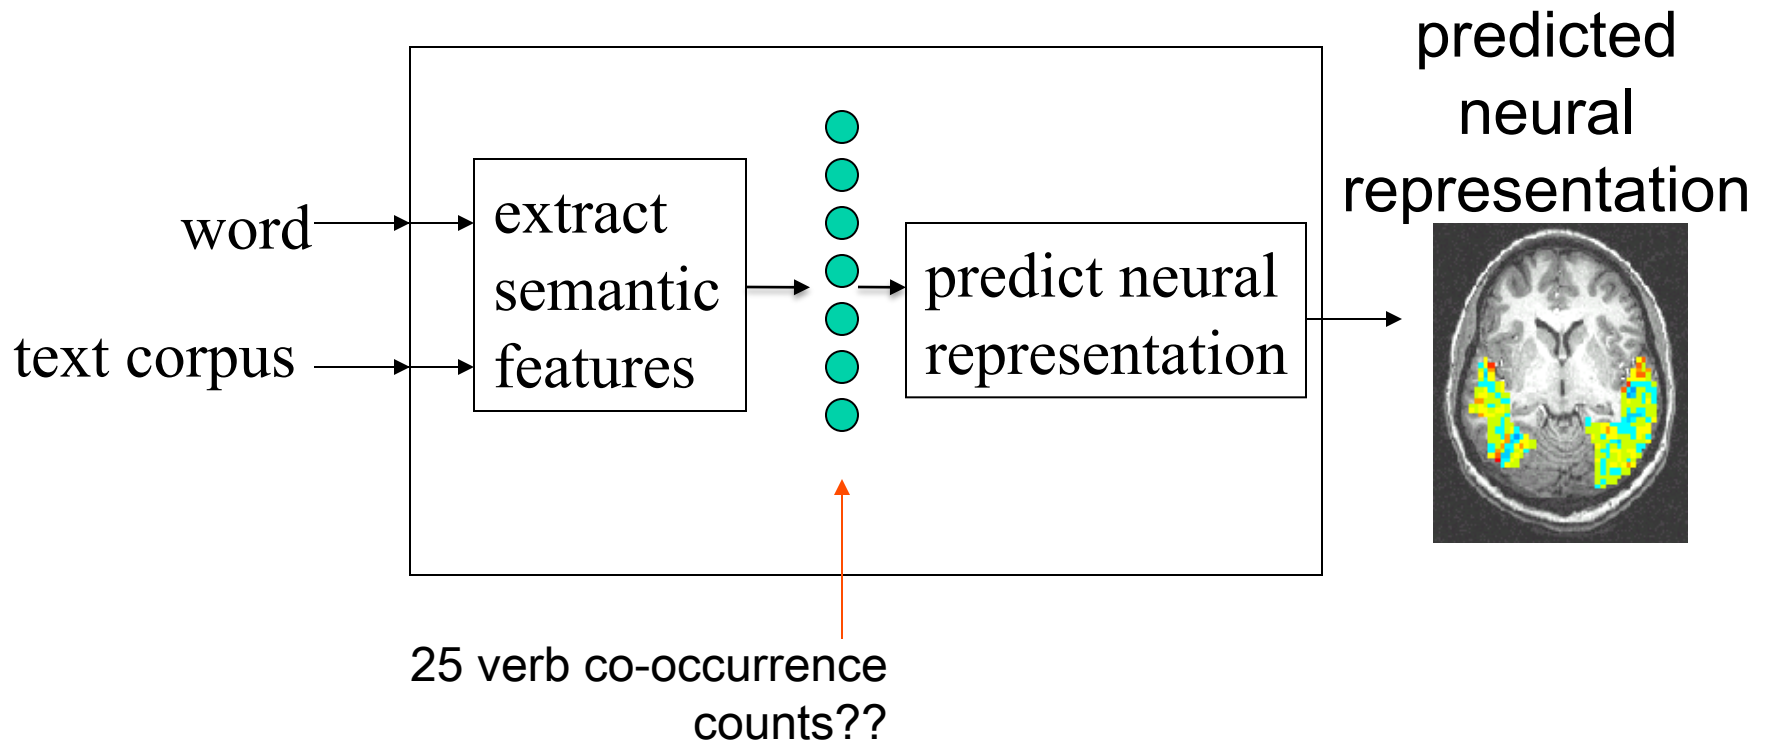 predicted
neural
representation
word
text corpus
extract
semantic
features
predict neural
representation
25 verb co-occurrence
counts??